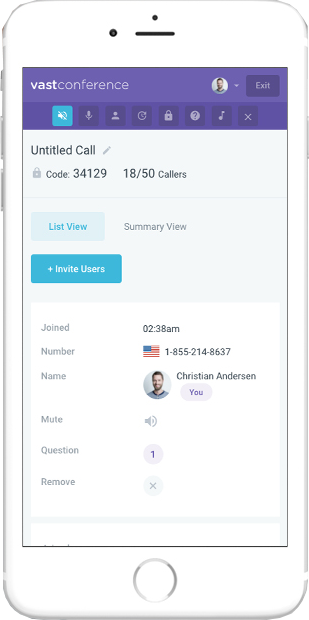 vastconference Exit
Untitled Call
Code: 34129 18/50 Callers
List View Summary View
+ Invite Users
Joined 02:38am
Number 1-855-214-8637
Name Christian Andersen
You
Mute
Question 1
Remove